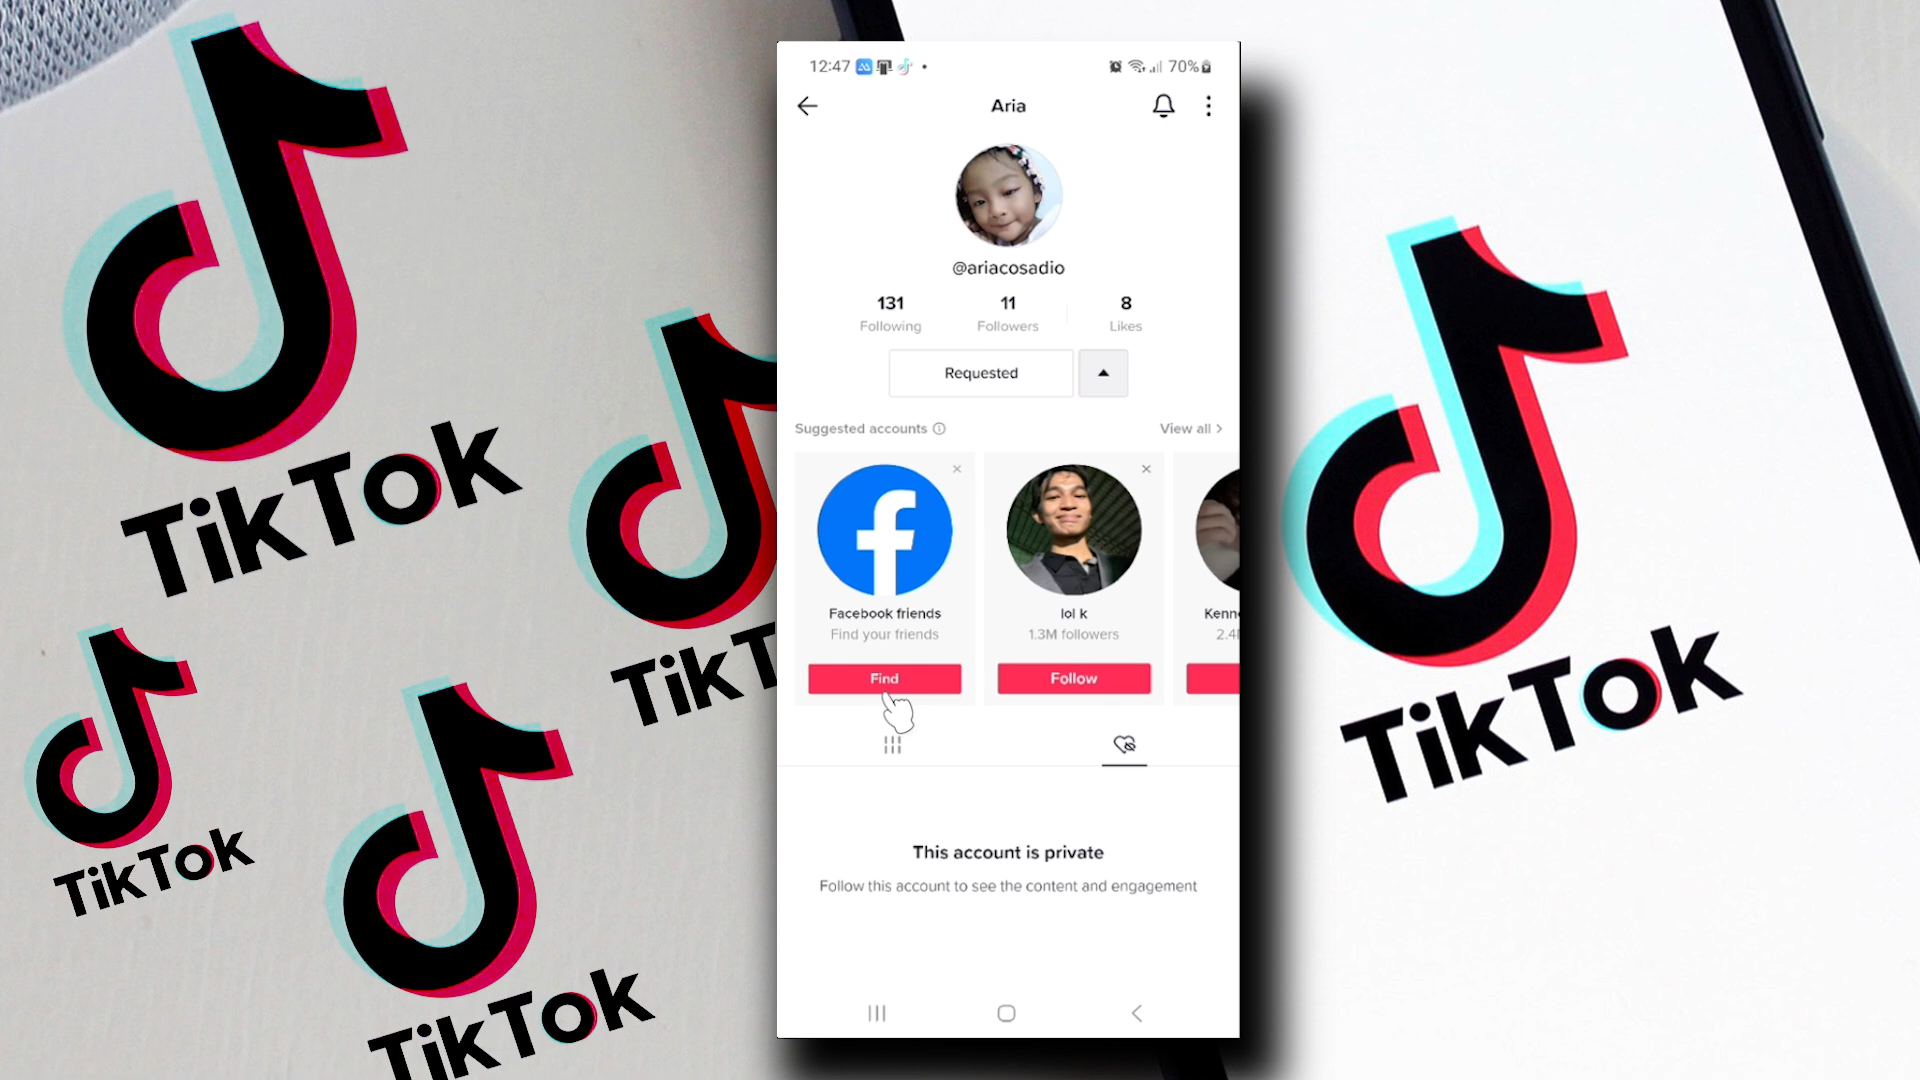 TikTok
TikTok
TikTok
TikTok
TikTok
12:47
70%
Aria
@ariacosadio
131 11 8
Following Followers Likes
Requested
Suggested accounts View all >
Facebook friends lol k
Find your friends 1.3M followers
Find Follow
This account is private
Follow this account to see the content and engagement